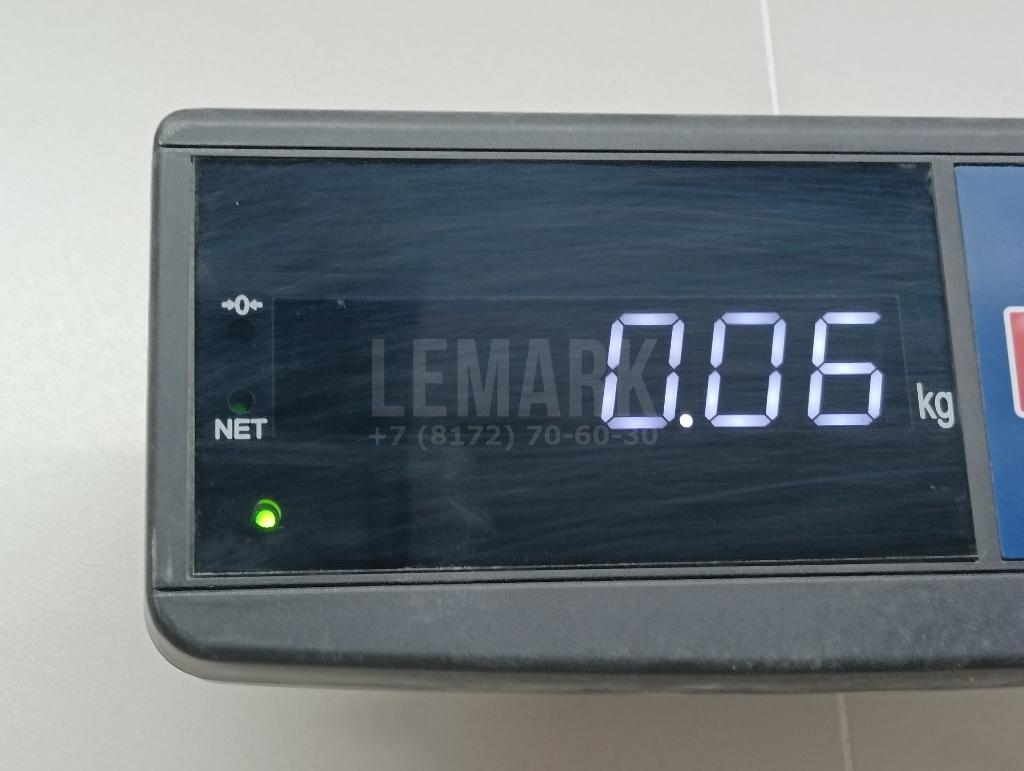 →0←
0.06 kg
LEMARK
+7 (8172) 70-60-30
NET